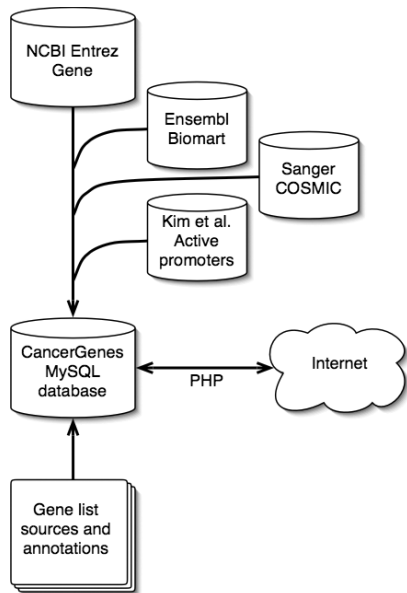 NCBI Entrez
Gene
Ensembl
Biomart
Sanger
COSMIC
Kim et al.
Active
promoters
CancerGenes
MySQL
database
PHP
Internet
Gene list
sources and
annotations